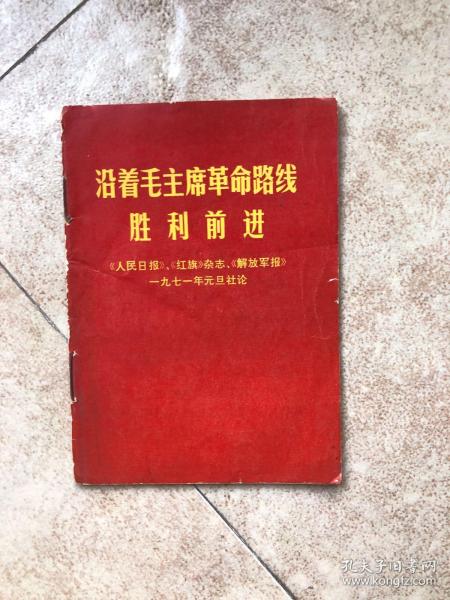 沿着毛主席革命路线
胜利前进
《人民日报》、《红旗》杂志、《解放军报》
一九七一年元旦社论
孔夫子旧书网
www.kongfz.com